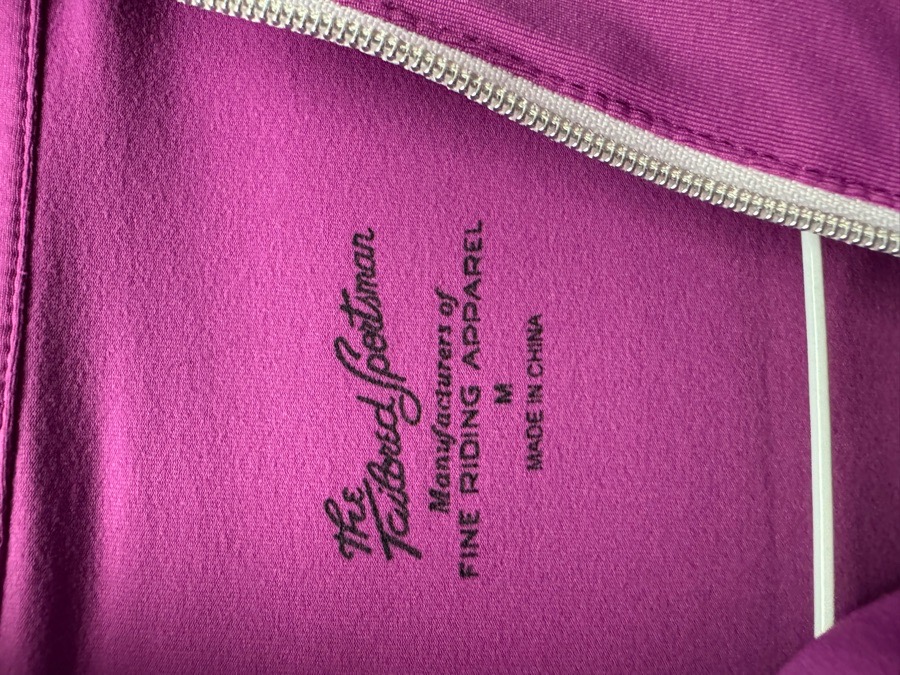 The
Tailored Sportsman
Manufacturers of
FINE RIDING APPAREL
M
MADE IN CHINA